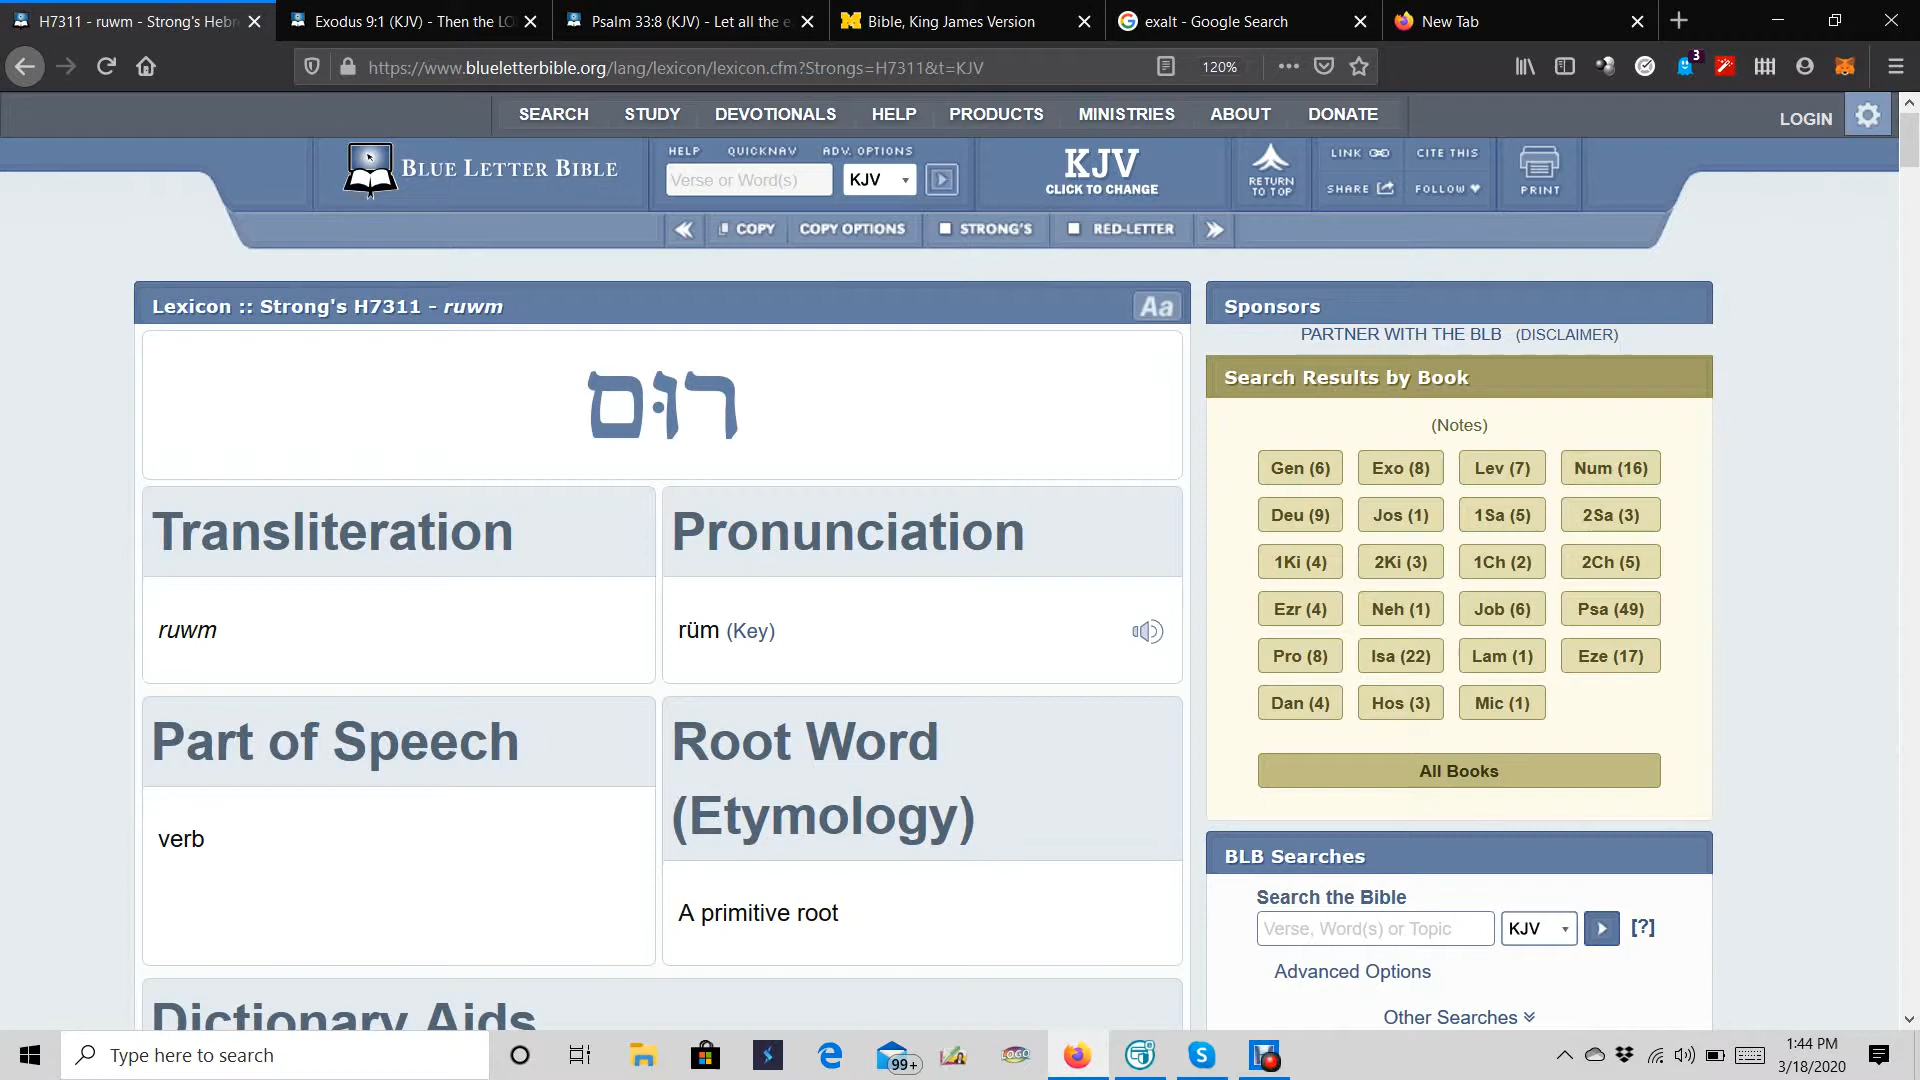 H7311 - ruwm - Strong's Hebr
Exodus 9:1 (KJV) - Then the LO
Psalm 33:8 (KJV) - Let all the e
Bible, King James Version
exalt - Google Search
New Tab
https://www.blueletterbible.org/lang/lexicon/lexicon.cfm?Strongs=H7311&t=KJV
120%
3
SEARCH STUDY DEVOTIONALS HELP PRODUCTS MINISTRIES ABOUT DONATE
LOGIN
BLUE LETTER BIBLE
HELP QUICKNAV ADV. OPTIONS
Verse or Word(s)
KJV
KJV
CLICK TO CHANGE
RETURN
TO TOP
LINK
CITE THIS
SHARE
FOLLOW
PRINT
COPY
COPY OPTIONS
STRONG'S
RED-LETTER
Lexicon :: Strong's H7311 - ruwm
Aa
רוּם
Transliteration
ruwm
Pronunciation
rüm (Key)
Part of Speech
verb
Root Word
(Etymology)
A primitive root
Dictionary Aids
Sponsors
PARTNER WITH THE BLB (DISCLAIMER)
Search Results by Book
(Notes)
Gen (6) Exo (8) Lev (7) Num (16)
Deu (9) Jos (1) 1Sa (5) 2Sa (3)
1Ki (4) 2Ki (3) 1Ch (2) 2Ch (5)
Ezr (4) Neh (1) Job (6) Psa (49)
Pro (8) Isa (22) Lam (1) Eze (17)
Dan (4) Hos (3) Mic (1)
All Books
BLB Searches
Search the Bible
Verse, Word(s) or Topic
KJV
[?]
Advanced Options
Other Searches
Type here to search
99+
LOGO
1:44 PM
3/18/2020